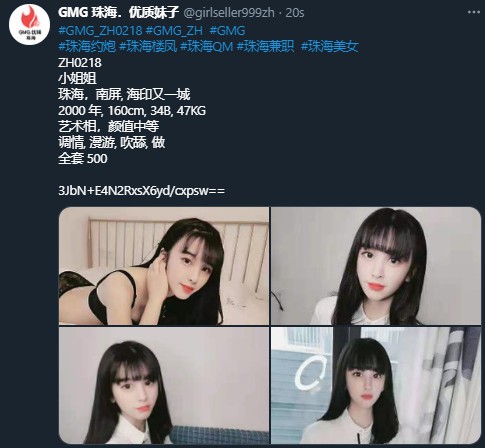 GMG 珠海．优质妹子 @girlseller999zh · 20s
#GMG_ZH0218 #GMG_ZH #GMG
#珠海约炮 #珠海楼凤 #珠海QM #珠海兼职 #珠海美女
ZH0218
小姐姐
珠海，南屏, 海印又一城
2000 年, 160cm, 34B, 47KG
艺术相，颜值中等
调情, 漫游, 吹舔, 做
全套 500
3JbN+E4N2RxsX6yd/cxpsw==